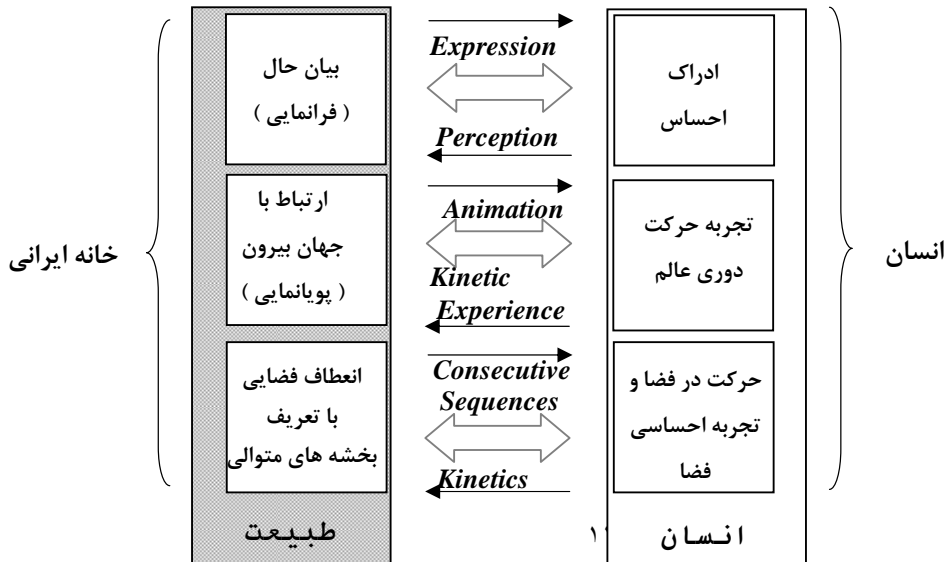 خانه ایرانی
بیان حال
( فرانمایی )
ارتباط با
جهان بیرون
( پویانمایی )
انعطاف فضایی
با تعریف
بخشه های متوالی
طبیعت
Expression
Perception
Animation
Kinetic
Experience
Consecutive
Sequences
Kinetics
ادراک
احساس
تجربه حرکت
دوری عالم
حرکت در فضا و
تجربه احساسی
فضا
انسان
انسان